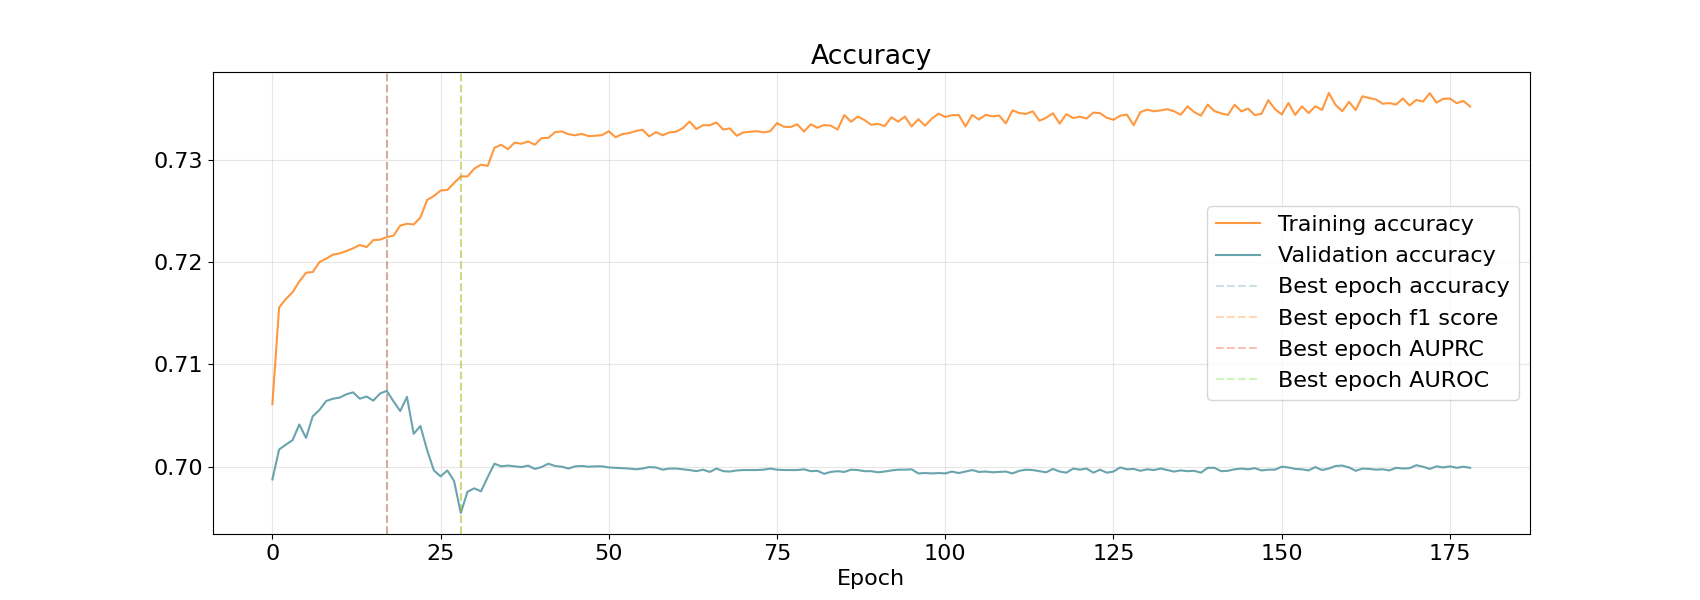 Accuracy
0.73
0.72
0.71
0.70
Training accuracy
Validation accuracy
Best epoch accuracy
Best epoch f1 score
Best epoch AUPRC
Best epoch AUROC
0 25 50 75 100 125 150 175
Epoch